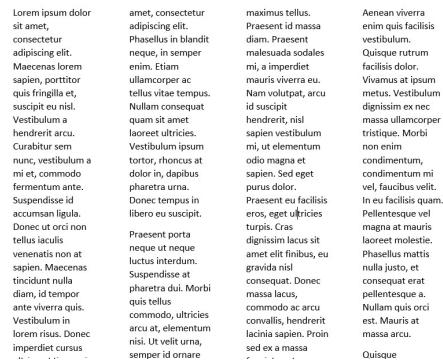 Lorem ipsum dolor
sit amet,
consectetur
adipiscing elit.
Maecenas lorem
sapien, porttitor
quis fringilla et,
suscipit eu nisl.
Vestibulum a
hendrerit arcu.
Curabitur sem
nunc, vestibulum a
mi et, commodo
fermentum ante.
Suspendisse id
accumsan ligula.
Donec ut orci non
tellus iaculis
venenatis non at
sapien. Maecenas
tincidunt nulla
diam, id tempor
ante viverra quis.
Vestibulum in
lorem risus. Donec
imperdiet cursus
amet, consectetur
adipiscing elit.
Phasellus in blandit
neque, in semper
enim. Etiam
ullamcorper ac
tellus vitae tempus.
Nullam consequat
quam sit amet
laoreet ultricies.
Vestibulum ipsum
tortor, rhoncus at
dolor in, dapibus
pharetra urna.
Donec tempus in
libero eu suscipit.
Praesent porta
neque ut neque
luctus interdum.
Suspendisse at
pharetra dui. Morbi
quis tellus
commodo, ultricies
arcu at, elementum
nisi. Ut velit urna,
semper id ornare
maximus tellus.
Praesent id massa
diam. Praesent
malesuada sodales
mi, a imperdiet
mauris viverra eu.
Nam volutpat, arcu
id suscipit
hendrerit, nisl
sapien vestibulum
mi, ut elementum
odio magna et
sapien. Sed eget
purus dolor.
Praesent eu facilisis
eros, eget ultricies
turpis. Cras
dignissim lacus sit
amet elit finibus, eu
gravida nisl
consequat. Donec
massa lacus,
commodo ac arcu
convallis, hendrerit
lacinia sapien. Proin
sed ex a massa
Aenean viverra
enim quis facilisis
vestibulum.
Quisque rutrum
facilisis dolor.
Vivamus at ipsum
metus. Vestibulum
dignissim ex nec
massa ullamcorper
tristique. Morbi
non enim
condimentum,
condimentum mi
vel, faucibus velit.
In eu facilisis quam.
Pellentesque vel
magna at mauris
laoreet molestie.
Phasellus mattis
nulla justo, et
consequat erat
pellentesque a.
Nullam quis orci
est. Mauris at
massa arcu.
Quisque